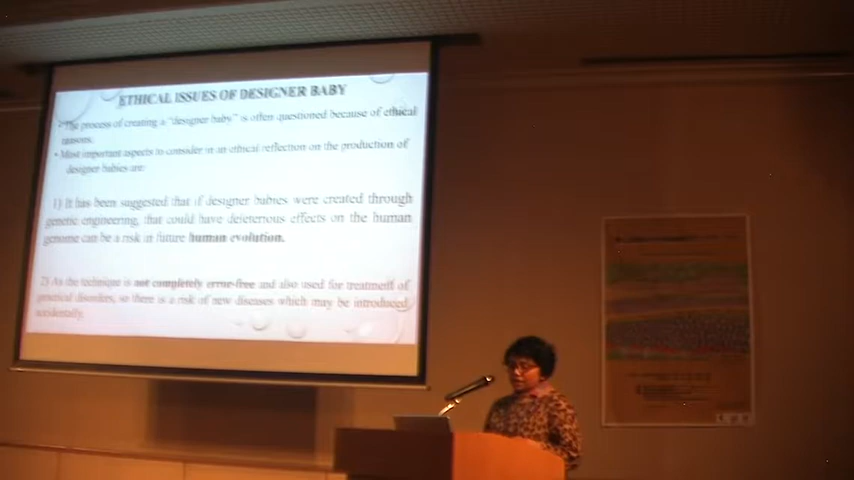 ETHICAL ISSUES OF DESIGNER BABY
The process of creating a "designer baby" is often questioned because of ethical
reasons.
• Most important aspects to consider in an ethical reflection on the production of
designer babies are:
1) It has been suggested that if designer babies were created through
genetic engineering, that could have deleterious effects on the human
genome can be a risk in future human evolution.
2) As the technique is not completely error-free and also used for treatment of
genetical disorders, so there is a risk of new diseases which may be introduced
accidentally.